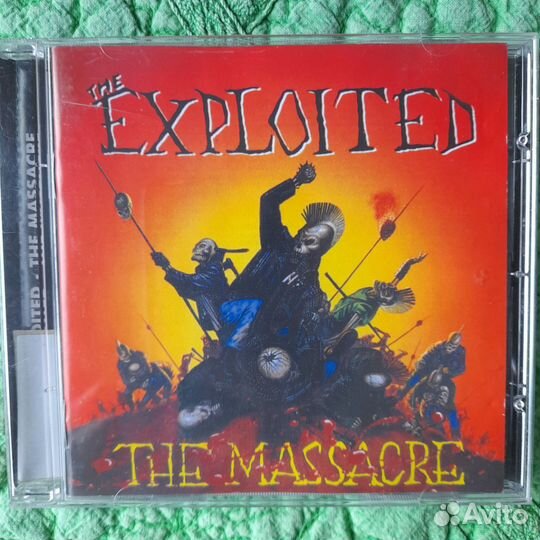 THE
EXPLOITED
THE MASSACRE
OITED - THE MASSACRE
Avito